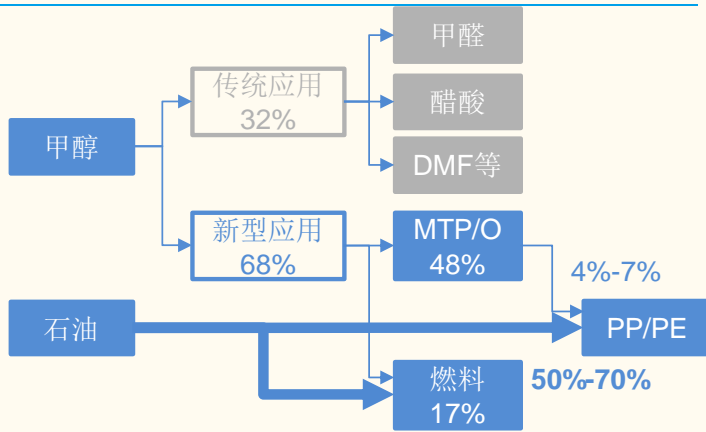 甲醛
传统应用
32%
醋酸
甲醇
DMF等
新型应用
68%
MTP/O
48%
4%-7%
石油
PP/PE
燃料
17%
50%-70%